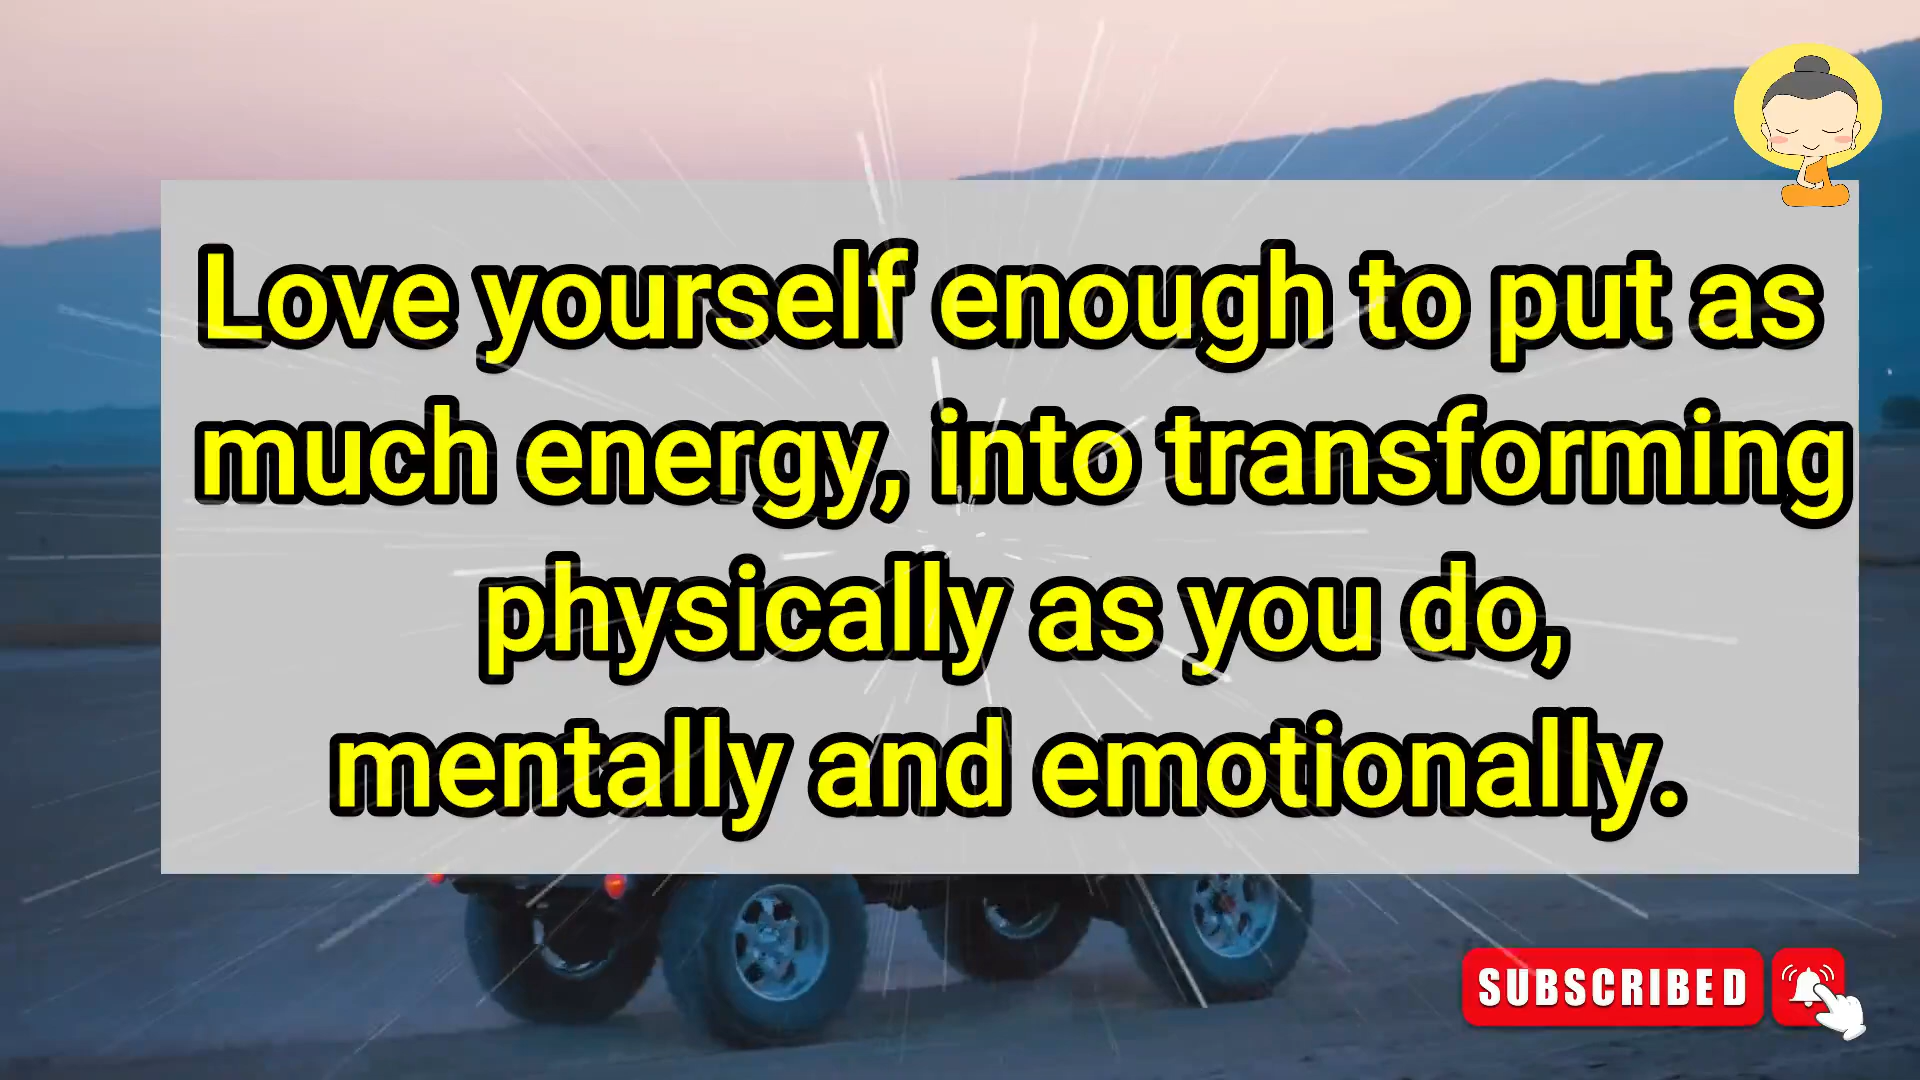 Love yourself enough to put as
much energy, into transforming
physically as you do,
mentally and emotionally.
SUBSCRIBED